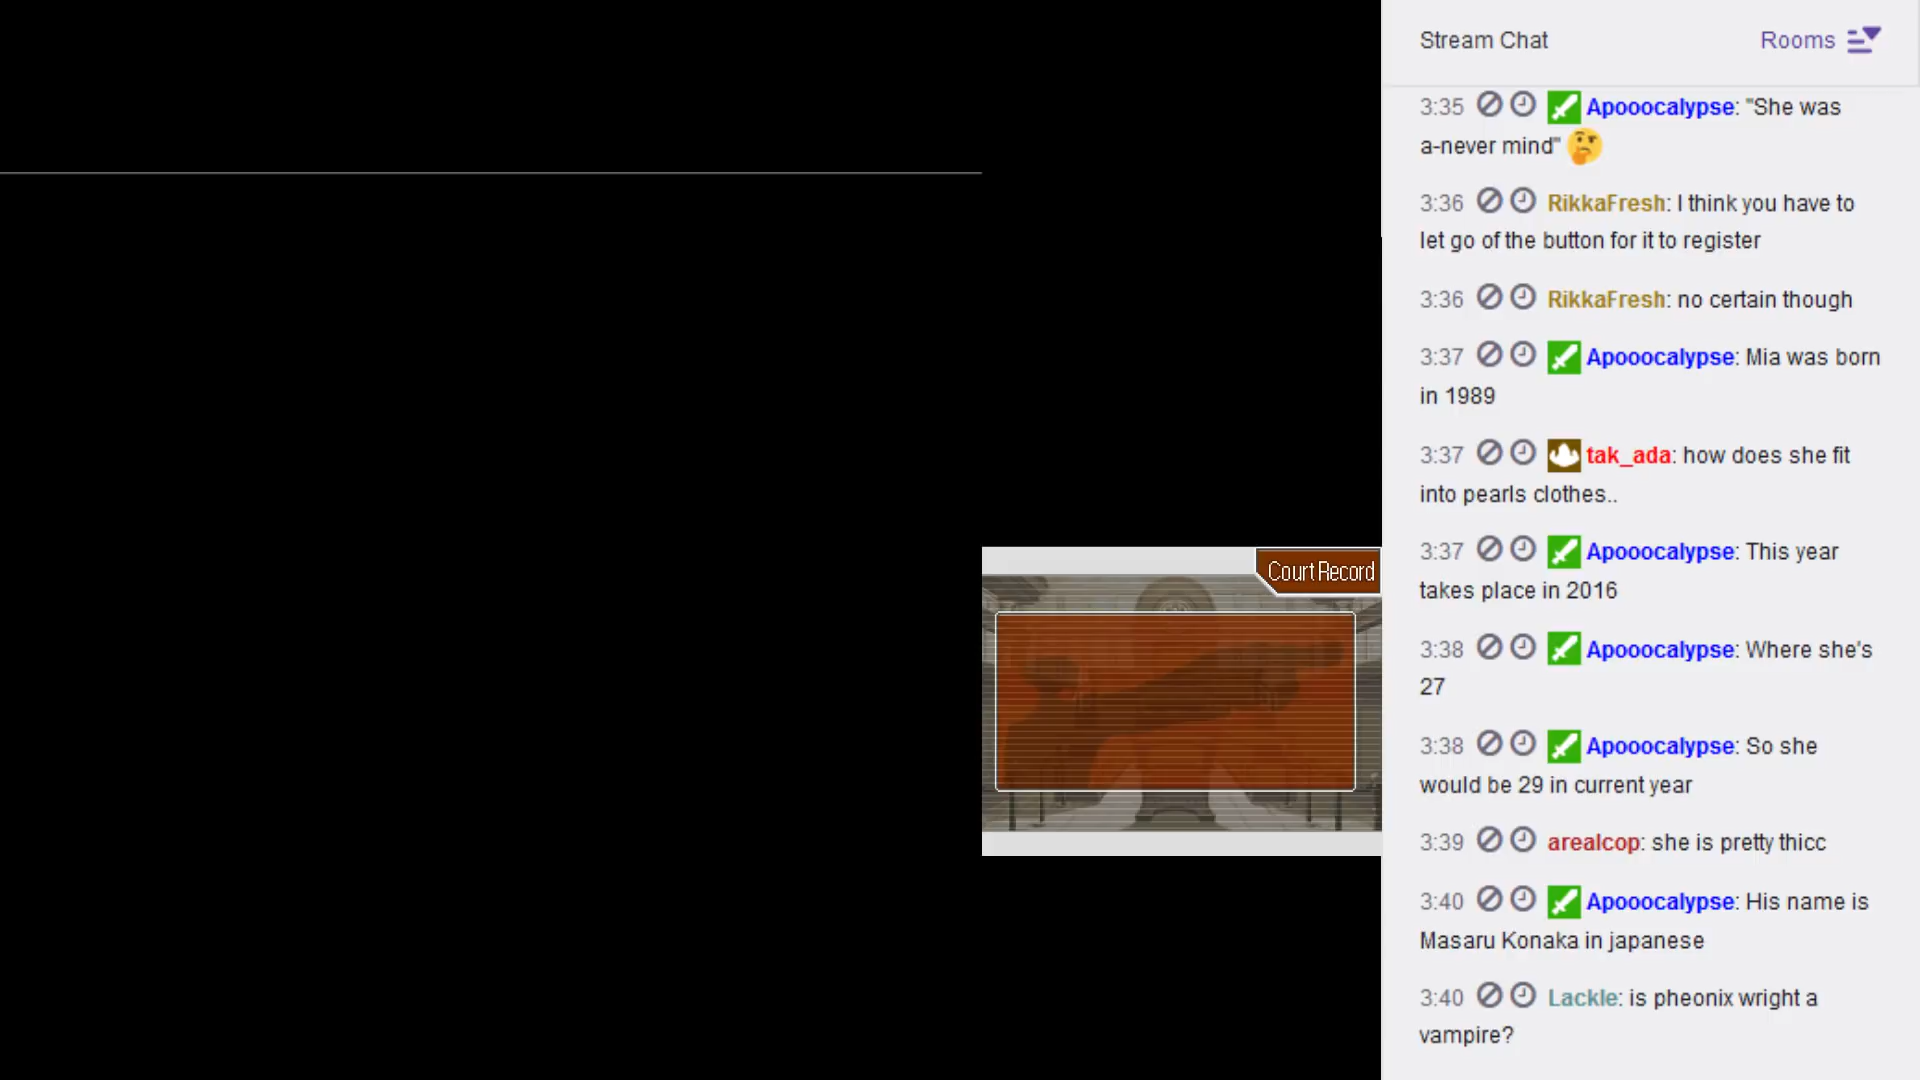 Court Record
Stream Chat
Rooms
3:35 Apooocalypse: "She was
a-never mind" 🤔
3:36 RikkaFresh: I think you have to
let go of the button for it to register
3:36 RikkaFresh: no certain though
3:37 Apooocalypse: Mia was born
in 1989
3:37 tak_ada: how does she fit
into pearls clothes..
3:37 Apooocalypse: This year
takes place in 2016
3:38 Apooocalypse: Where she's
27
3:38 Apooocalypse: So she
would be 29 in current year
3:39 arealcop: she is pretty thicc
3:40 Apooocalypse: His name is
Masaru Konaka in japanese
3:40 Lackle: is pheonix wright a
vampire?